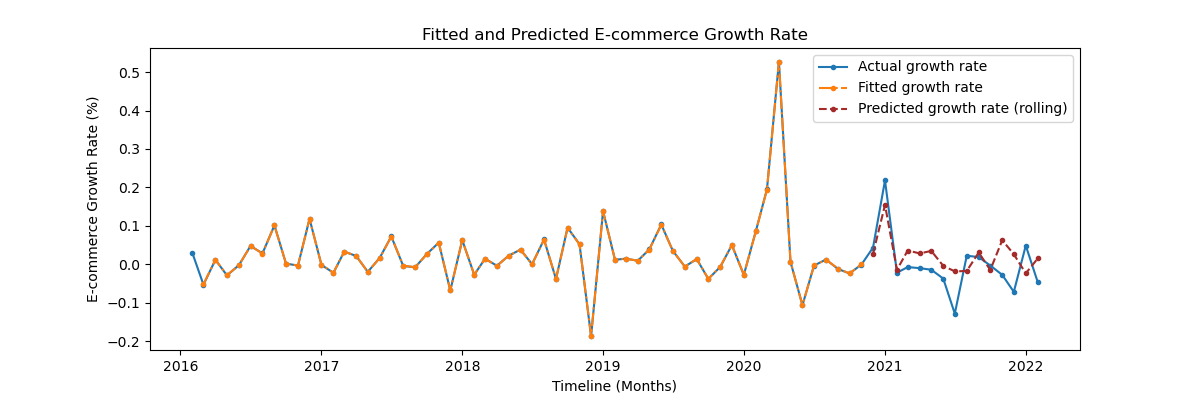 Fitted and Predicted E-commerce Growth Rate
Actual growth rate
Fitted growth rate
Predicted growth rate (rolling)
E-commerce Growth Rate (%)
0.5
0.4
0.3
0.2
0.1
0.0
−0.1
−0.2
2016 2017 2018 2019 2020 2021 2022
Timeline (Months)